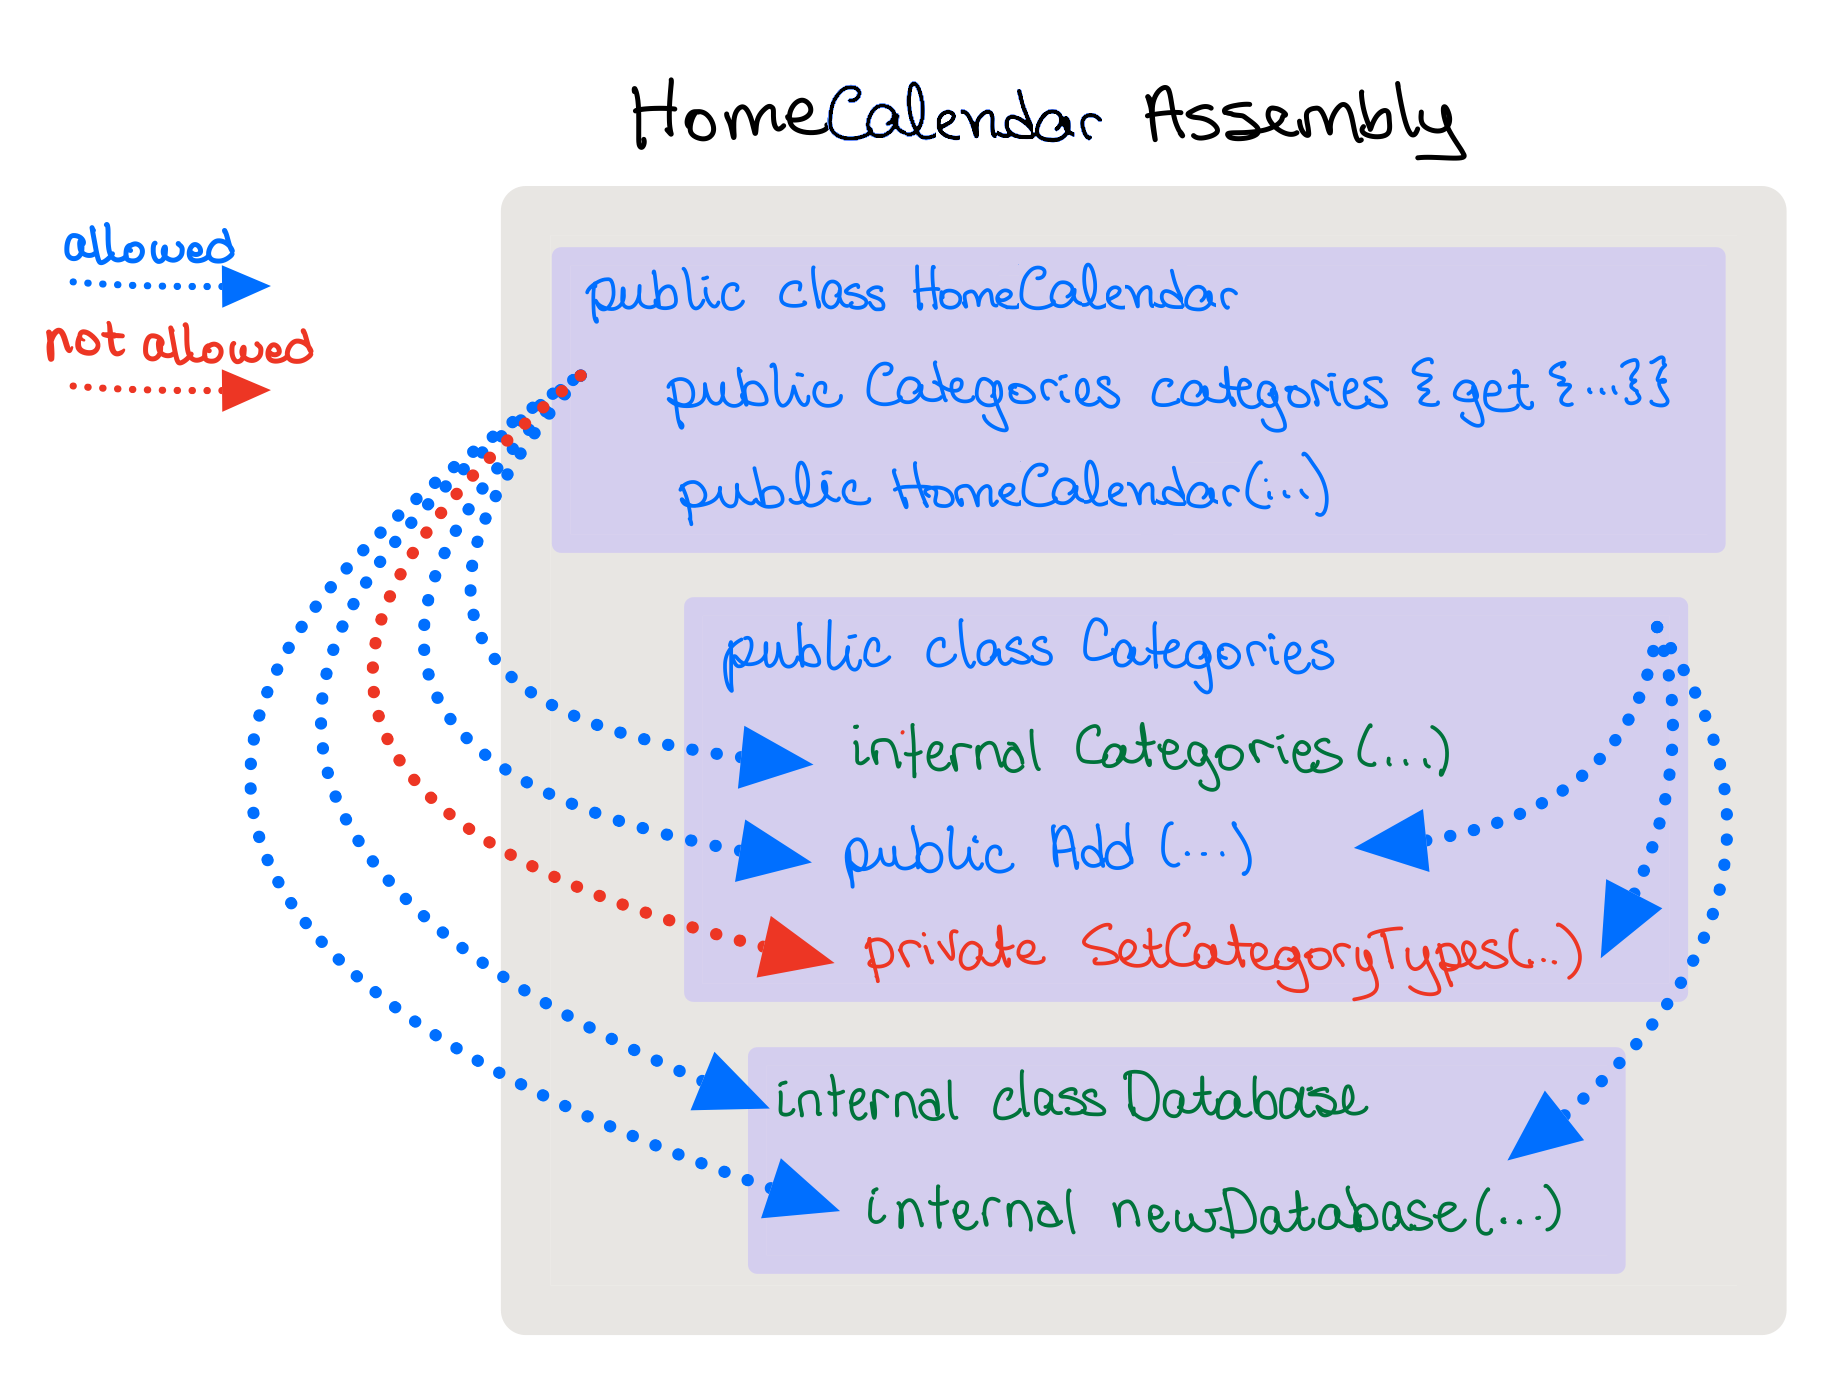 HomeCalendar Assembly
allowed
not allowed
public class HomeCalendar
public Categories categories { get {...}}
public HomeCalendar(...)
public class Categories
internal Categories (...)
public Add (...)
private SetCategoryTypes(..)
internal class Database
internal newDatabase(...)